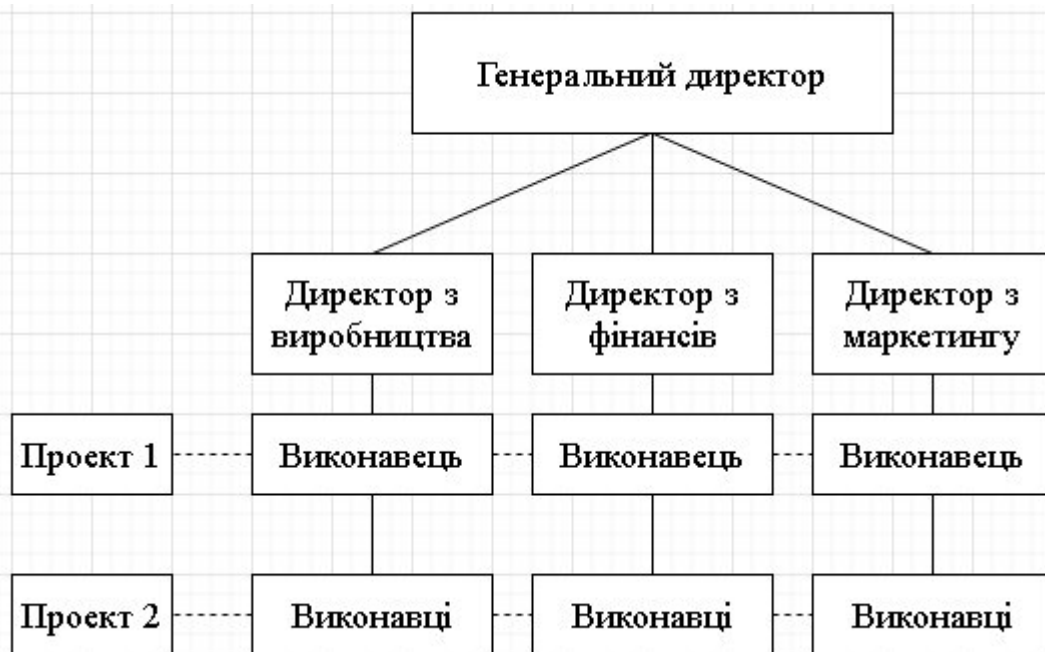 Генеральний директор
Директор з
виробництва
Директор з
фінансів
Директор з
маркетингу
Проект 1
Виконавець
Виконавець
Виконавець
Проект 2
Виконавці
Виконавці
Виконавці